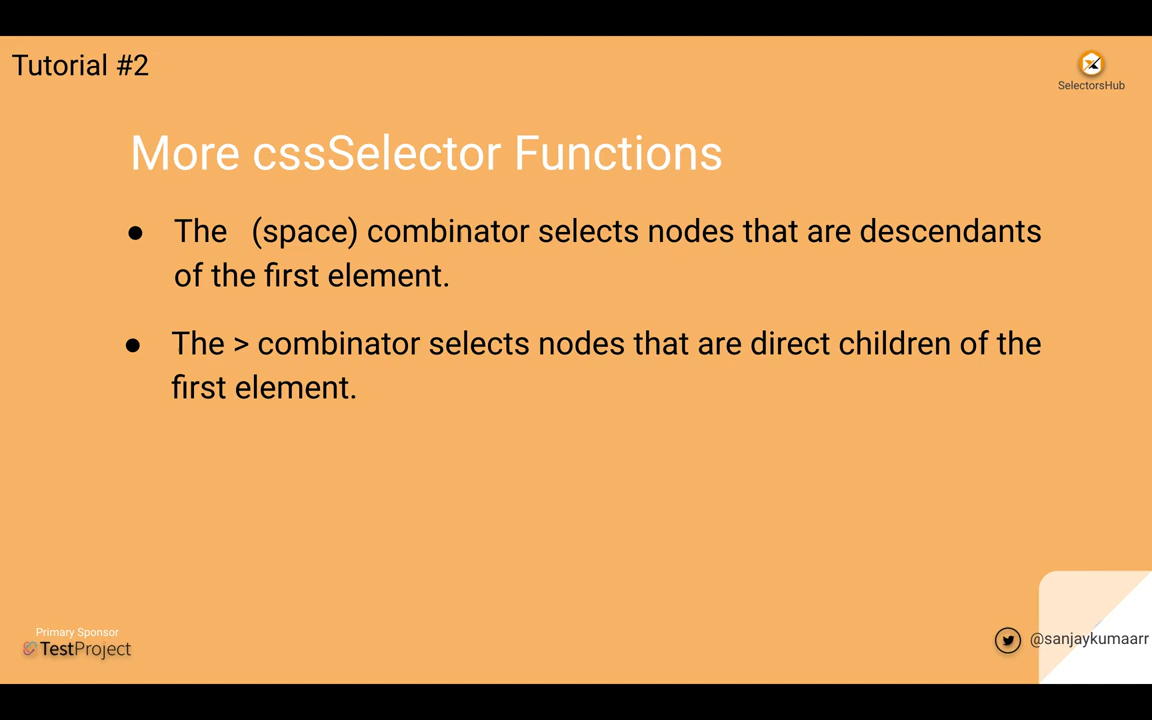 Tutorial #2
SelectorsHub
More cssSelector Functions
● The (space) combinator selects nodes that are descendants
of the first element.
● The > combinator selects nodes that are direct children of the
first element.
Primary Sponsor
TestProject
@sanjaykumaarr